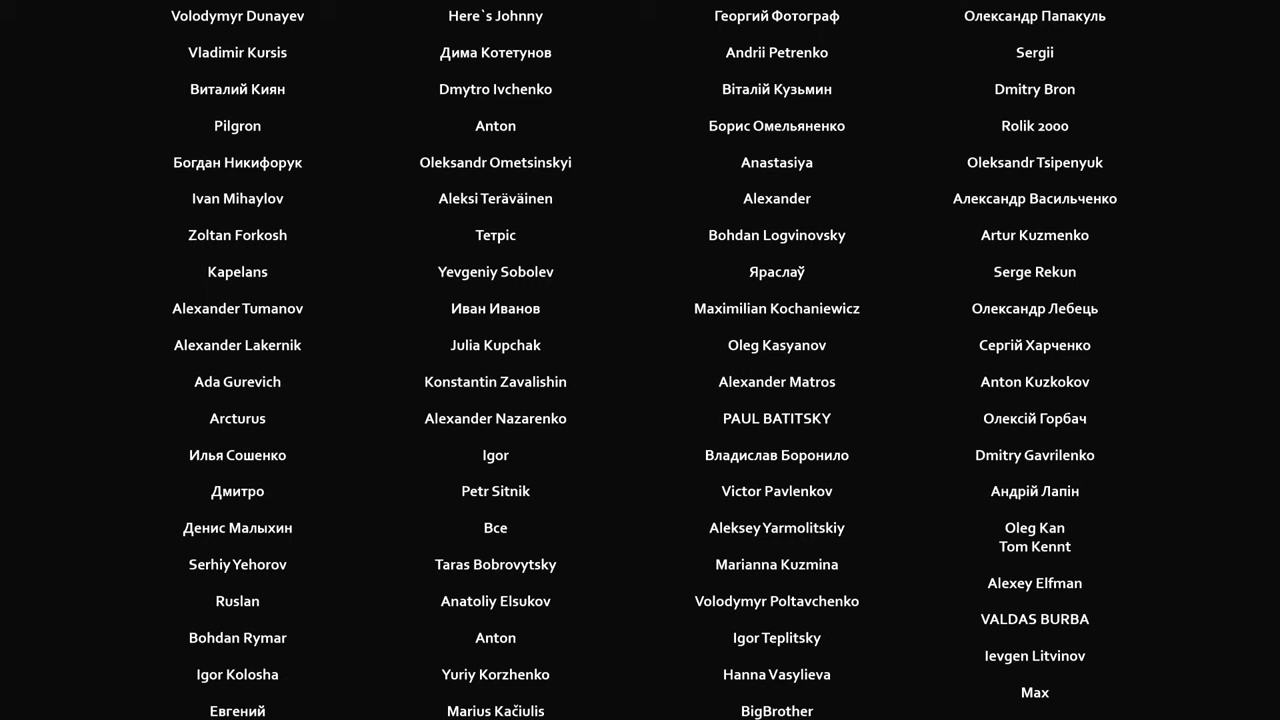 Volodymyr Dunayev
Vladimir Kursis
Виталий Киян
Pilgron
Богдан Никифорук
Ivan Mihaylov
Zoltan Forkosh
Kapelans
Alexander Tumanov
Alexander Lakernik
Ada Gurevich
Arcturus
Илья Сошенко
Дмитро
Денис Малыхин
Serhiy Yehorov
Ruslan
Bohdan Rymar
Igor Kolosha
Евгений
Here`s Johnny
Дима Котетунов
Dmytro Ivchenko
Anton
Oleksandr Ometsinskyi
Aleksi Teräväinen
Тетріс
Yevgeniy Sobolev
Иван Иванов
Julia Kupchak
Konstantin Zavalishin
Alexander Nazarenko
Igor
Petr Sitnik
Все
Taras Bobrovytsky
Anatoliy Elsukov
Anton
Yuriy Korzhenko
Marius Kačiulis
Георгий Фотограф
Andrii Petrenko
Віталій Кузьмин
Борис Омельяненко
Anastasiya
Alexander
Bohdan Logvinovsky
Яраслаў
Maximilian Kochaniewicz
Oleg Kasyanov
Alexander Matros
PAUL BATITSKY
Владислав Боронило
Victor Pavlenkov
Aleksey Yarmolitskiy
Marianna Kuzmina
Volodymyr Poltavchenko
Igor Teplitsky
Hanna Vasylieva
BigBrother
Олександр Папакуль
Sergii
Dmitry Bron
Rolik 2000
Oleksandr Tsipenyuk
Александр Васильченко
Artur Kuzmenko
Serge Rekun
Олександр Лебець
Сергій Харченко
Anton Kuzkokov
Олексій Горбач
Dmitry Gavrilenko
Андрій Лапін
Oleg Kan
Tom Kennt
Alexey Elfman
VALDAS BURBA
Ievgen Litvinov
Max